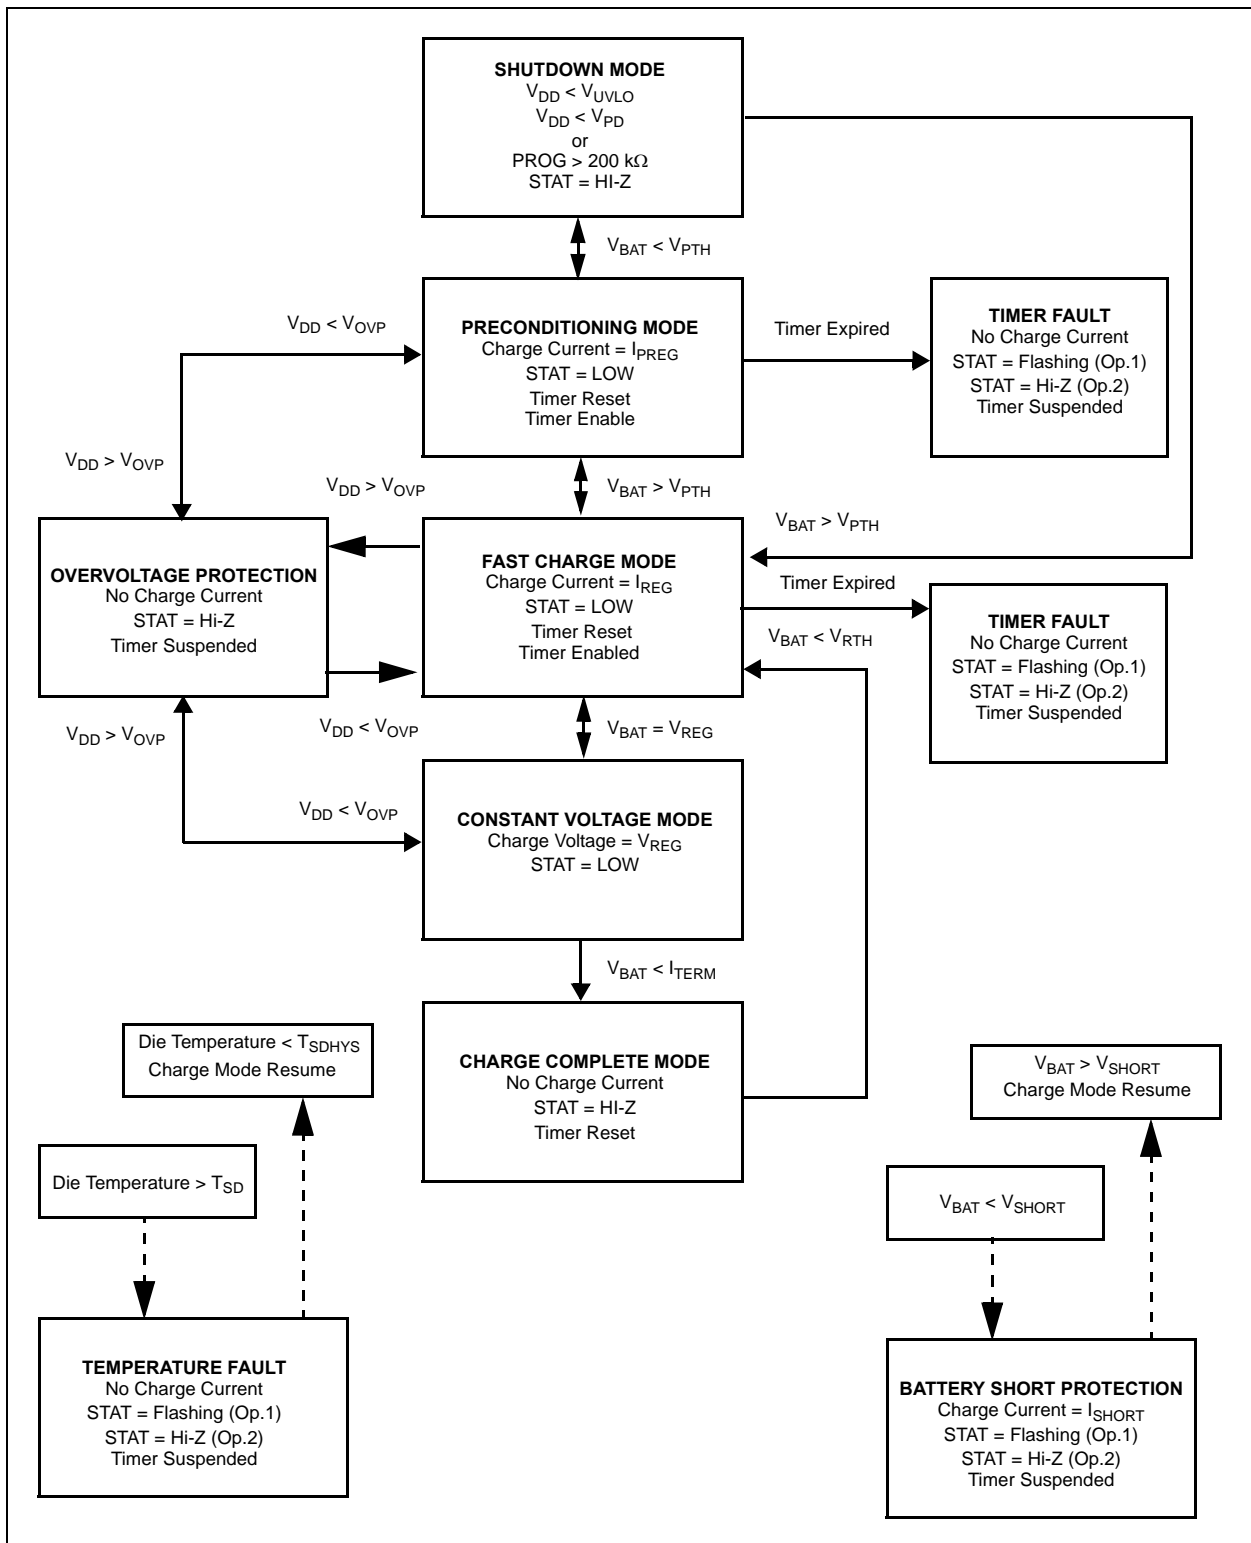 SHUTDOWN MODE
VDD < VUVLO
VDD < VPD
or
PROG > 200 kΩ
STAT = HI-Z
VBAT < VPTH
VDD < VOVP
PRECONDITIONING MODE
Charge Current = IPREG
STAT = LOW
Timer Reset
Timer Enable
Timer Expired
TIMER FAULT
No Charge Current
STAT = Flashing (Op.1)
STAT = Hi-Z (Op.2)
Timer Suspended
VDD > VOVP
VDD > VOVP
VBAT > VPTH
VBAT > VPTH
OVERVOLTAGE PROTECTION
No Charge Current
STAT = Hi-Z
Timer Suspended
FAST CHARGE MODE
Charge Current = IREG
STAT = LOW
Timer Reset
Timer Enabled
Timer Expired
VBAT < VRTH
TIMER FAULT
No Charge Current
STAT = Flashing (Op.1)
STAT = Hi-Z (Op.2)
Timer Suspended
VDD > VOVP
VDD < VOVP
VBAT = VREG
VDD < VOVP
CONSTANT VOLTAGE MODE
Charge Voltage = VREG
STAT = LOW
VBAT < ITERM
Die Temperature < TSDHYS
Charge Mode Resume
CHARGE COMPLETE MODE
No Charge Current
STAT = HI-Z
Timer Reset
VBAT > VSHORT
Charge Mode Resume
Die Temperature > TSD
VBAT < VSHORT
TEMPERATURE FAULT
No Charge Current
STAT = Flashing (Op.1)
STAT = Hi-Z (Op.2)
Timer Suspended
BATTERY SHORT PROTECTION
Charge Current = ISHORT
STAT = Flashing (Op.1)
STAT = Hi-Z (Op.2)
Timer Suspended